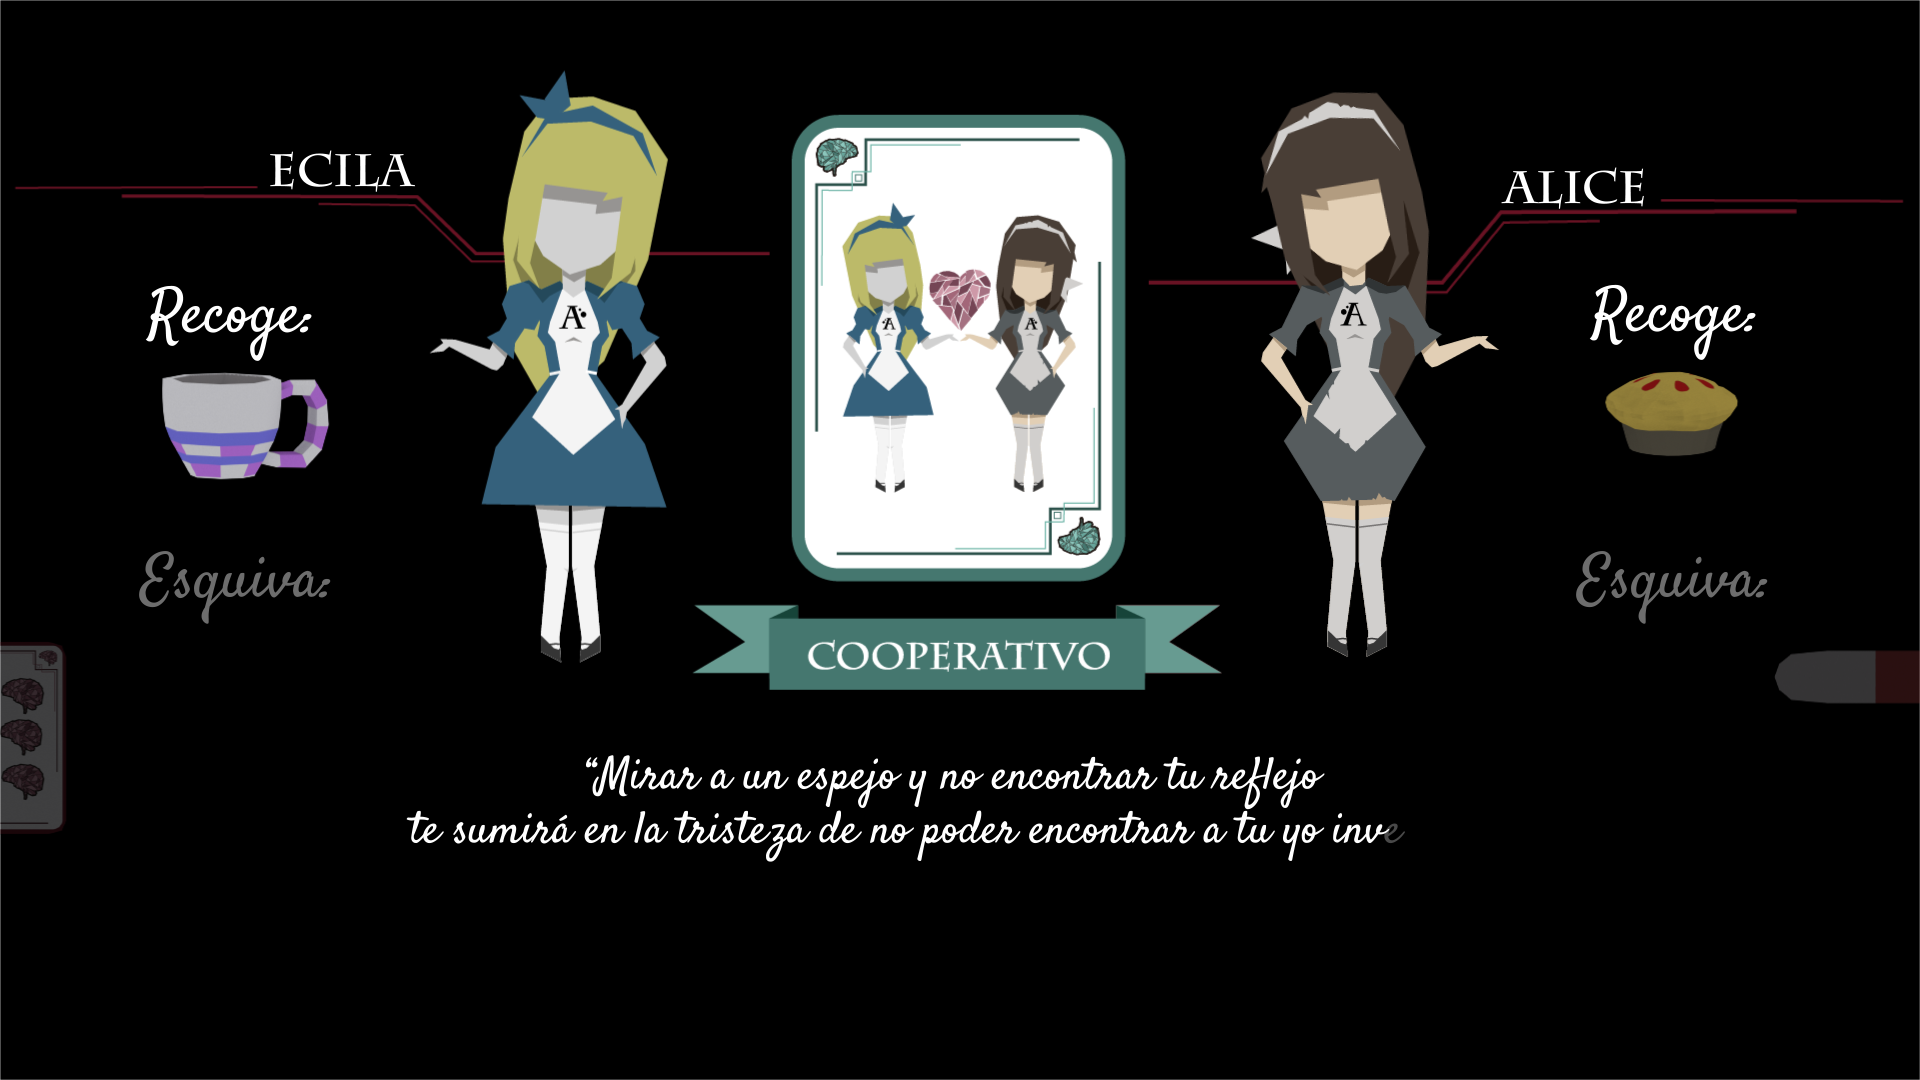 ECILA
ALICE
Recoge:
Recoge:
A
A
A
A
Esquiva:
Esquiva:
COOPERATIVO
“Mirar a un espejo y no encontrar tu reflejo
te sumirá en la tristeza de no poder encontrar a tu yo inve